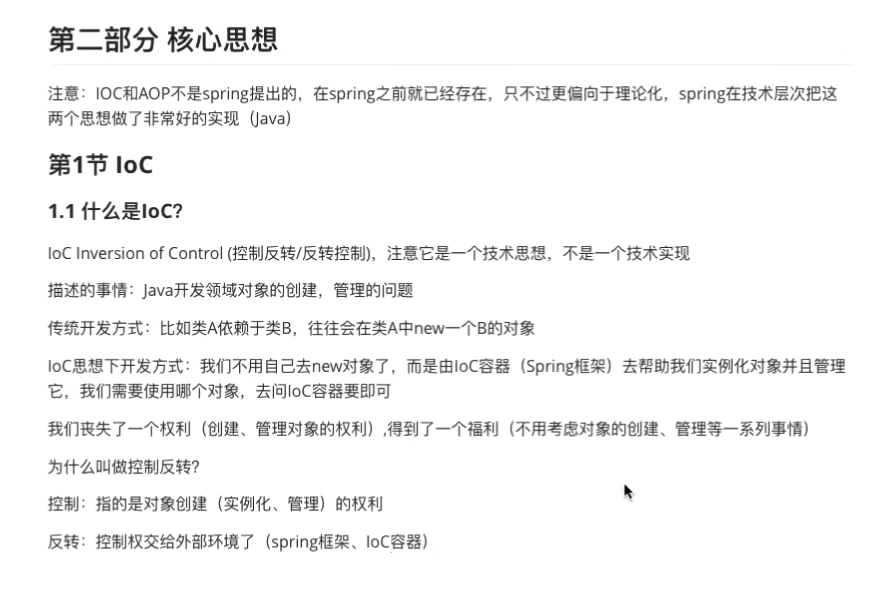 第二部分 核心思想
注意：IOC和AOP不是spring提出的，在spring之前就已经存在，只不过更偏向于理论化，spring在技术层次把这
两个思想做了非常好的实现（Java）
第1节 IoC
1.1 什么是IoC？
IoC Inversion of Control (控制反转/反转控制)，注意它是一个技术思想，不是一个技术实现
描述的事情：Java开发领域对象的创建，管理的问题
传统开发方式：比如类A依赖于类B，往往会在类A中new一个B的对象
IoC思想下开发方式：我们不用自己去new对象了，而是由IoC容器（Spring框架）去帮助我们实例化对象并且管理
它，我们需要使用哪个对象，去问IoC容器要即可
我们丧失了一个权利（创建、管理对象的权利）,得到了一个福利（不用考虑对象的创建、管理等一系列事情）
为什么叫做控制反转？
控制：指的是对象创建（实例化、管理）的权利
反转：控制权交给外部环境了（spring框架、IoC容器）